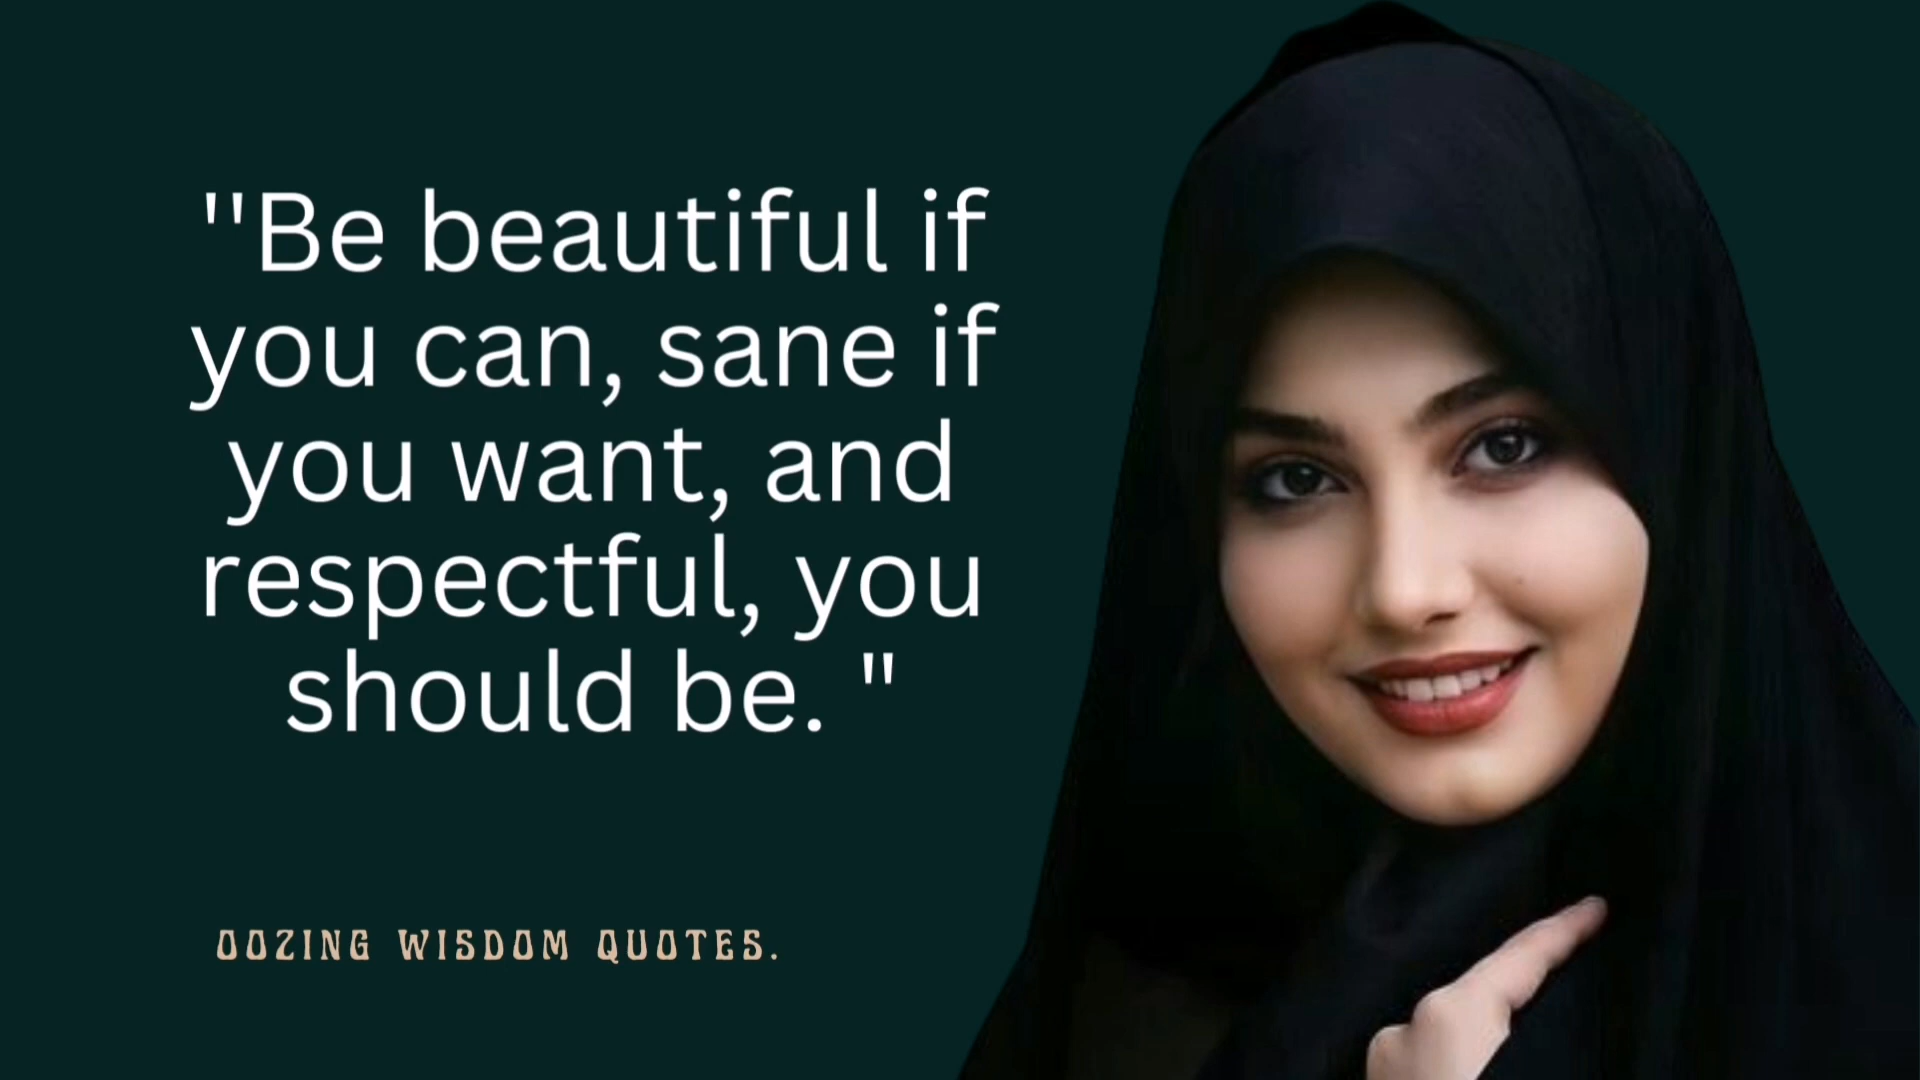 "Be beautiful if
you can, sane if
you want, and
respectful, you
should be. "
OOZING WISDOM QUOTES.